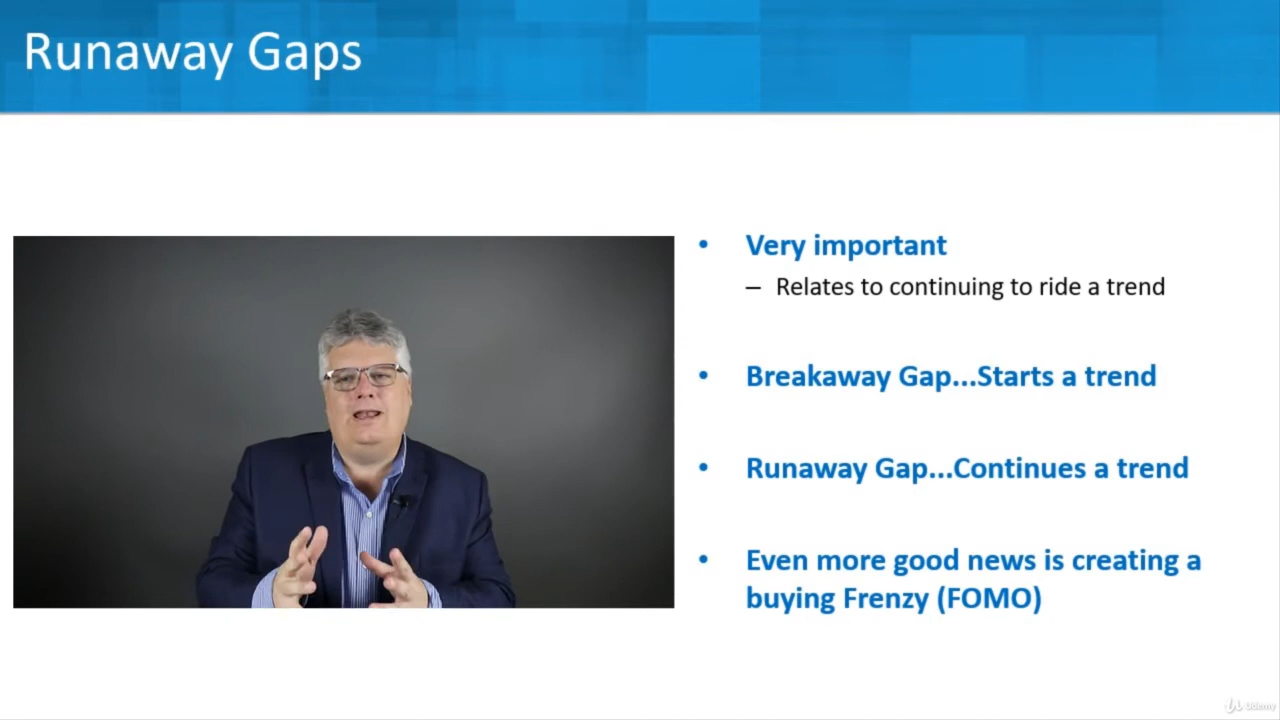 Runaway Gaps
• Very important
– Relates to continuing to ride a trend
• Breakaway Gap...Starts a trend
• Runaway Gap...Continues a trend
• Even more good news is creating a
buying Frenzy (FOMO)
Udemy